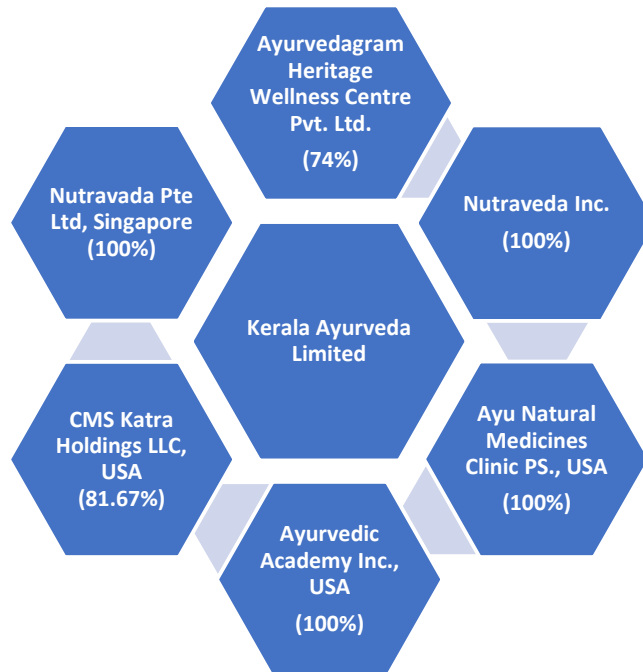 Ayurvedagram
Heritage
Wellness Centre
Pvt. Ltd.
(74%)
Nutravada Pte
Ltd, Singapore
(100%)
Nutraveda Inc.
(100%)
Kerala Ayurveda
Limited
CMS Katra
Holdings LLC,
USA
(81.67%)
Ayu Natural
Medicines
Clinic PS., USA
(100%)
Ayurvedic
Academy Inc.,
USA
(100%)